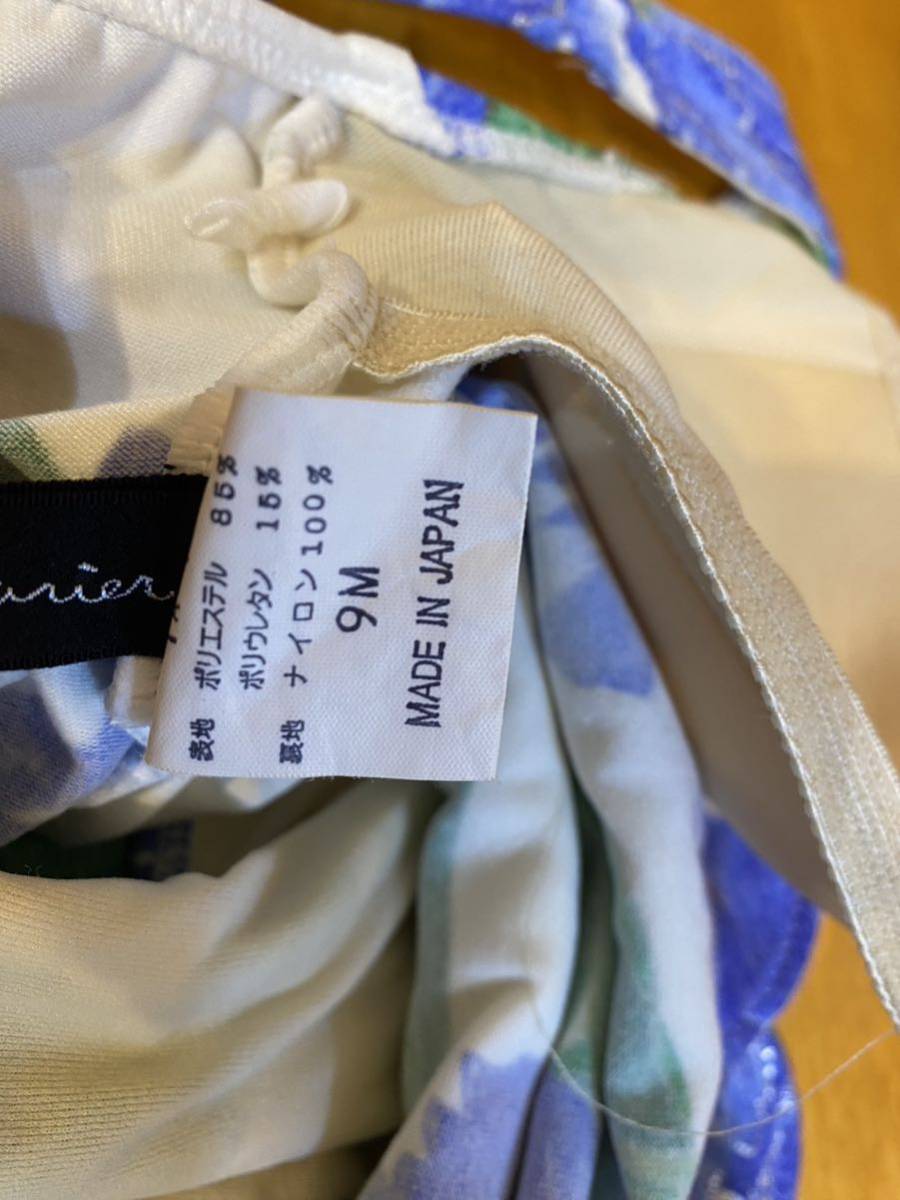 表地 ポリエステル 85%
ポリウレタン 15%
裏地 ナイロン100%
9M
MADE IN JAPAN